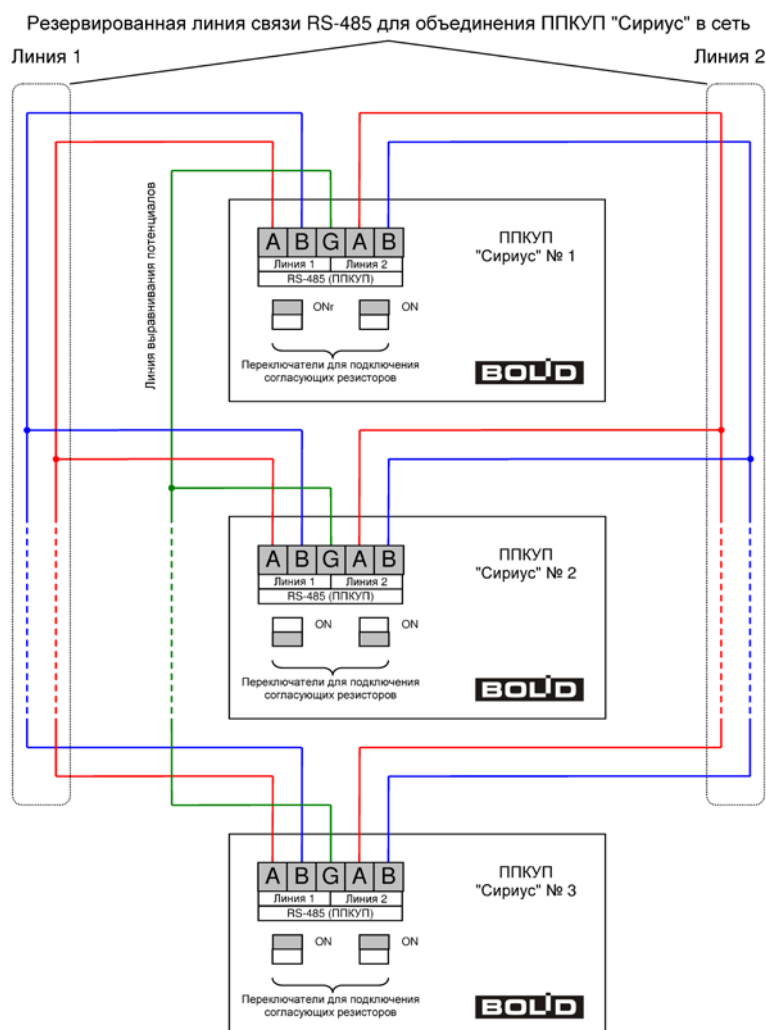 Резервированная линия связи RS-485 для объединения ППКУП "Сириус" в сеть
Линия 1
Линия 2
Линия выравнивания потенциалов
A B G A B
Линия 1 Линия 2
RS-485 (ППКУП)
ONг ON
Переключатели для подключения
согласующих резисторов
ППКУП
"Сириус" № 1
BOLID
A B G A B
Линия 1 Линия 2
RS-485 (ППКУП)
ON ON
Переключатели для подключения
согласующих резисторов
ППКУП
"Сириус" № 2
BOLID
A B G A B
Линия 1 Линия 2
RS-485 (ППКУП)
ON ON
Переключатели для подключения
согласующих резисторов
ППКУП
"Сириус" № 3
BOLID